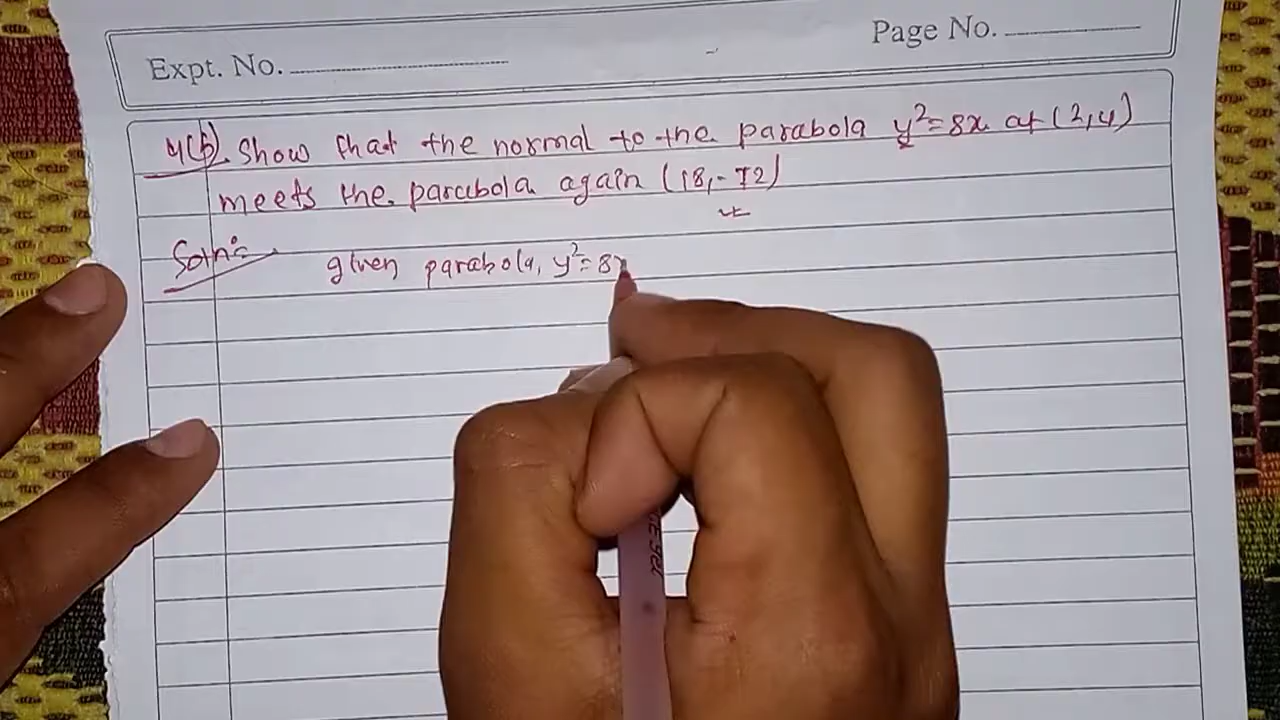 Expt. No.
Page No.
4(b). Show that the normal to the parabola y²=8x at (2,4)
meets the parabola again (18,-12)
Soln:-
given parabola, y²=8x